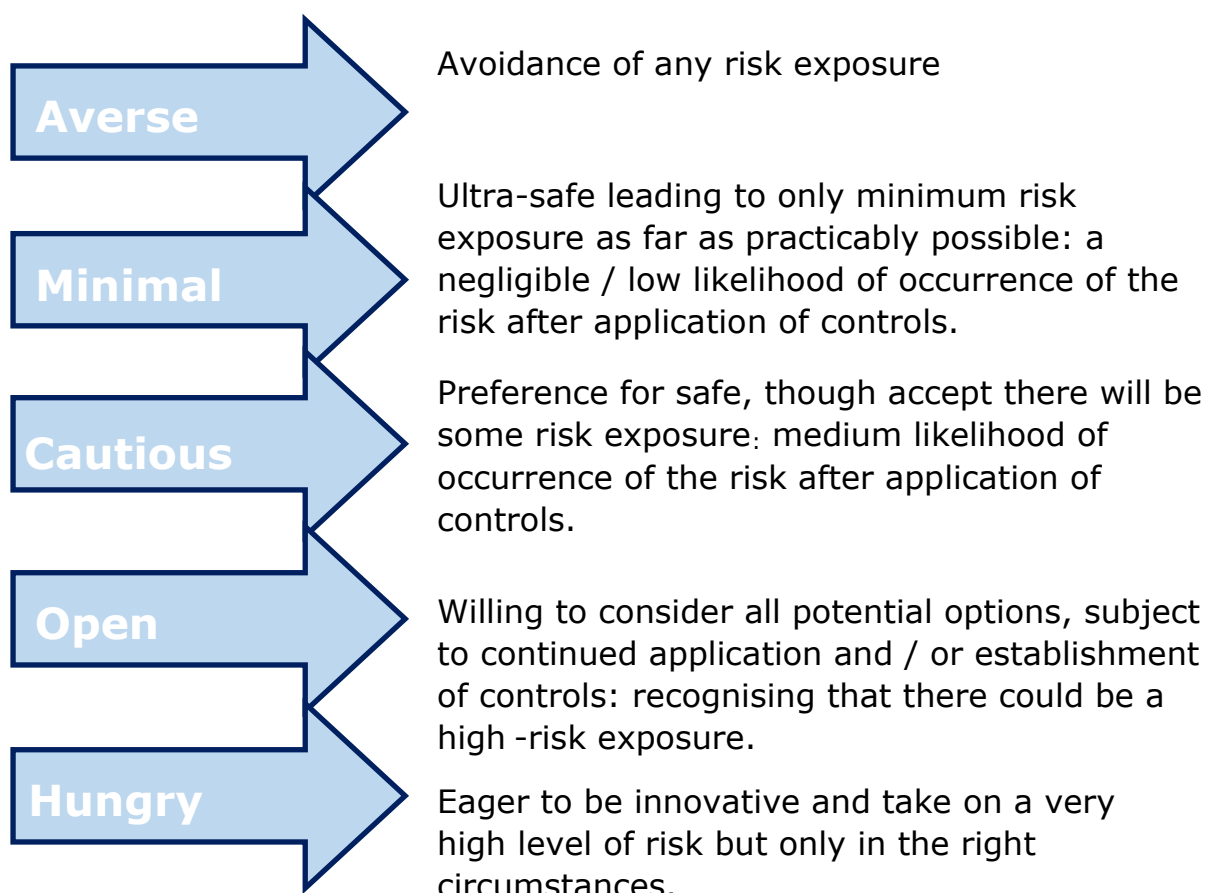 Averse
Avoidance of any risk exposure
Minimal
Ultra-safe leading to only minimum risk
exposure as far as practicably possible: a
negligible / low likelihood of occurrence of the
risk after application of controls.
Cautious
Preference for safe, though accept there will be
some risk exposure: medium likelihood of
occurrence of the risk after application of
controls.
Open
Willing to consider all potential options, subject
to continued application and / or establishment
of controls: recognising that there could be a
high -risk exposure.
Hungry
Eager to be innovative and take on a very
high level of risk but only in the right
circumstances.